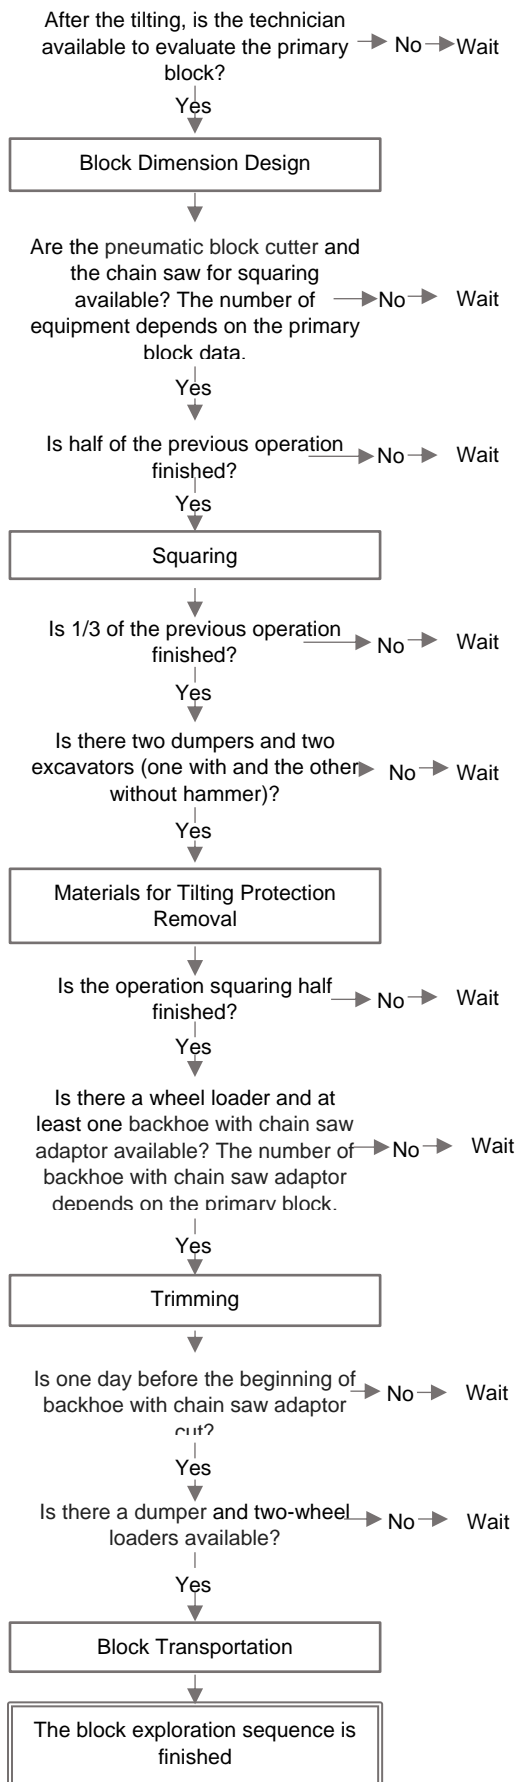 After the tilting, is the technician
available to evaluate the primary
block?
No
Wait
Yes
Block Dimension Design
Are the pneumatic block cutter and
the chain saw for squaring
available? The number of
equipment depends on the primary
block data.
No
Wait
Yes
Is half of the previous operation
finished?
No
Wait
Yes
Squaring
Is 1/3 of the previous operation
finished?
No
Wait
Yes
Is there two dumpers and two
excavators (one with and the other
without hammer)?
No
Wait
Yes
Materials for Tilting Protection
Removal
Is the operation squaring half
finished?
No
Wait
Yes
Is there a wheel loader and at
least one backhoe with chain saw
adaptor available? The number of
backhoe with chain saw adaptor
depends on the primary block.
No
Wait
Yes
Trimming
Is one day before the beginning of
backhoe with chain saw adaptor
cut?
No
Wait
Yes
Is there a dumper and two-wheel
loaders available?
No
Wait
Yes
Block Transportation
The block exploration sequence is
finished